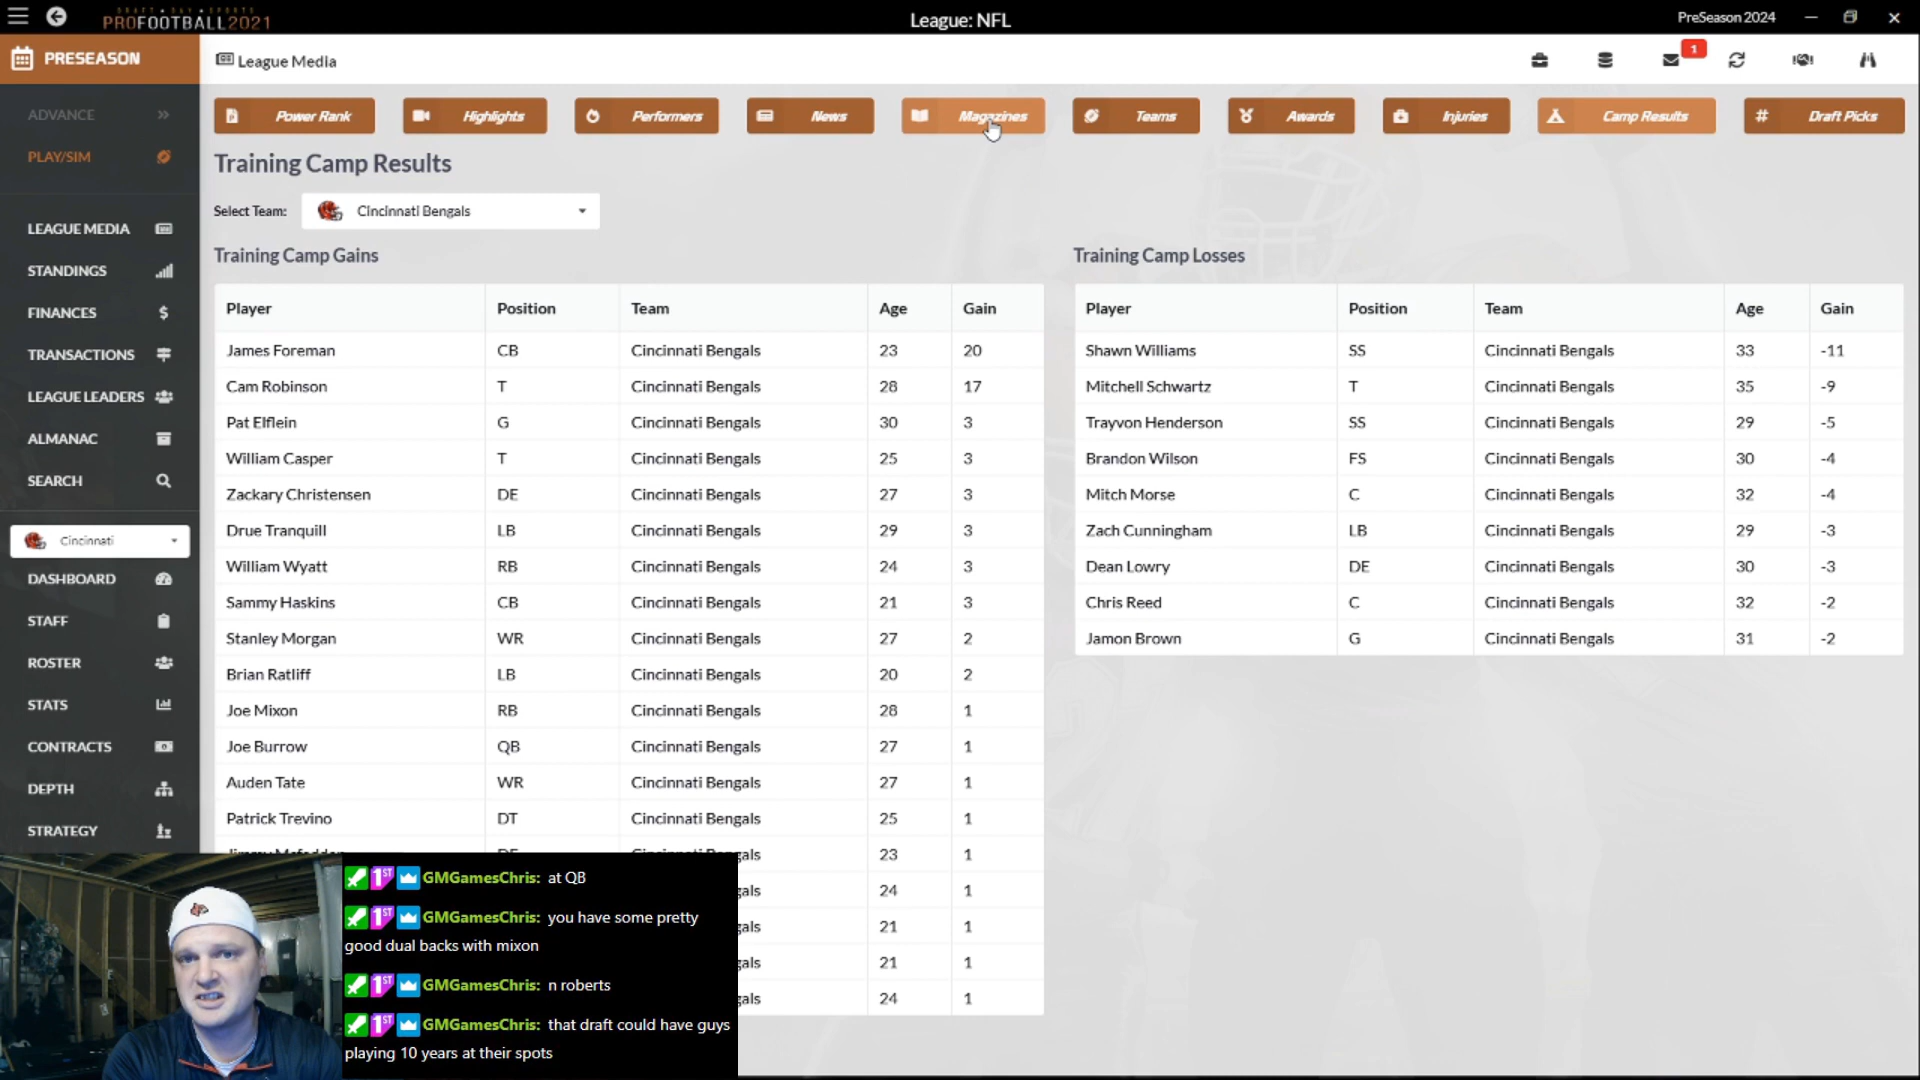 DRAFT DAY SPORTS
PROFOOTBALL2021
League: NFL
PreSeason 2024
PRESEASON
League Media
1
ADVANCE
PLAY/SIM
LEAGUE MEDIA
STANDINGS
FINANCES
TRANSACTIONS
LEAGUE LEADERS
ALMANAC
SEARCH
Cincinnati
DASHBOARD
STAFF
ROSTER
STATS
CONTRACTS
DEPTH
STRATEGY
Power Rank Highlights Performers News Magazines Teams Awards Injuries Camp Results # Draft Picks
Training Camp Results
Select Team: Cincinnati Bengals
Training Camp Gains
Player Position Team Age Gain
James Foreman CB Cincinnati Bengals 23 20
Cam Robinson T Cincinnati Bengals 28 17
Pat Elflein G Cincinnati Bengals 30 3
William Casper T Cincinnati Bengals 25 3
Zackary Christensen DE Cincinnati Bengals 27 3
Drue Tranquill LB Cincinnati Bengals 29 3
William Wyatt RB Cincinnati Bengals 24 3
Sammy Haskins CB Cincinnati Bengals 21 3
Stanley Morgan WR Cincinnati Bengals 27 2
Brian Ratliff LB Cincinnati Bengals 20 2
Joe Mixon RB Cincinnati Bengals 28 1
Joe Burrow QB Cincinnati Bengals 27 1
Auden Tate WR Cincinnati Bengals 27 1
Patrick Trevino DT Cincinnati Bengals 25 1
23 1
24 1
21 1
21 1
24 1
Training Camp Losses
Player Position Team Age Gain
Shawn Williams SS Cincinnati Bengals 33 -11
Mitchell Schwartz T Cincinnati Bengals 35 -9
Trayvon Henderson SS Cincinnati Bengals 29 -5
Brandon Wilson FS Cincinnati Bengals 30 -4
Mitch Morse C Cincinnati Bengals 32 -4
Zach Cunningham LB Cincinnati Bengals 29 -3
Dean Lowry DE Cincinnati Bengals 30 -3
Chris Reed C Cincinnati Bengals 32 -2
Jamon Brown G Cincinnati Bengals 31 -2
1ST GMGamesChris: at QB
1ST GMGamesChris: you have some pretty
good dual backs with mixon
1ST GMGamesChris: n roberts
1ST GMGamesChris: that draft could have guys
playing 10 years at their spots